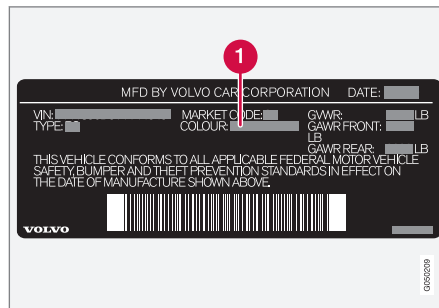 1
MFD BY VOLVO CAR CORPORATION DATE:
VIN: MARKET CODE: GVWR: LB
TYPE: COLOUR: GAWR FRONT: LB
GAWR REAR: LB
THIS VEHICLE CONFORMS TO ALL APPLICABLE FEDERAL MOTOR VEHICLE
SAFETY, BUMPER AND THEFT PREVENTION STANDARDS IN EFFECT ON
THE DATE OF MANUFACTURE SHOWN ABOVE.
VOLVO
G050209